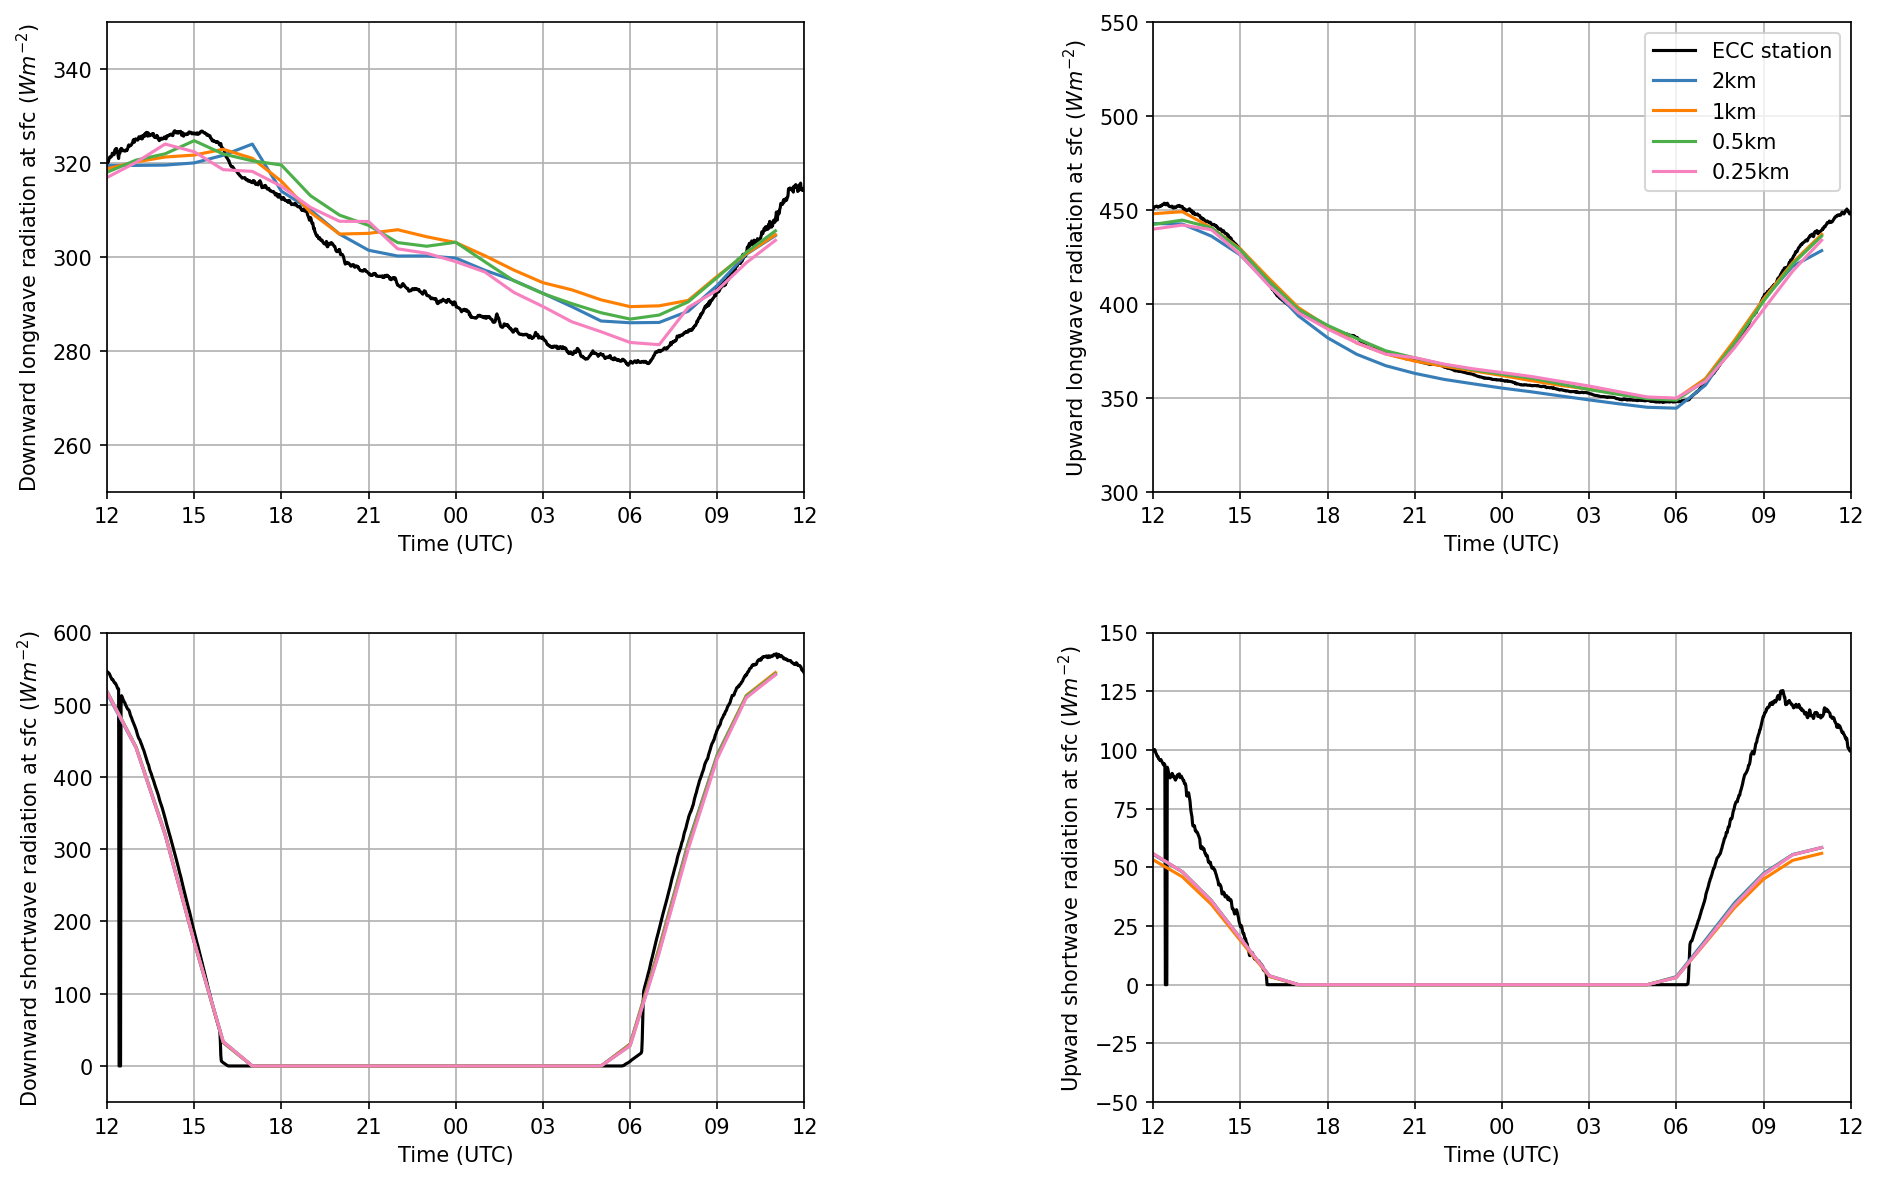 Downward longwave radiation at sfc (Wm⁻²)
340
320
300
280
260
12 15 18 21 00 03 06 09 12
Time (UTC)
Upward longwave radiation at sfc (Wm⁻²)
550
500
450
400
350
300
ECC station
2km
1km
0.5km
0.25km
12 15 18 21 00 03 06 09 12
Time (UTC)
Downward shortwave radiation at sfc (Wm⁻²)
600
500
400
300
200
100
0
12 15 18 21 00 03 06 09 12
Time (UTC)
Upward shortwave radiation at sfc (Wm⁻²)
150
125
100
75
50
25
0
−25
−50
12 15 18 21 00 03 06 09 12
Time (UTC)